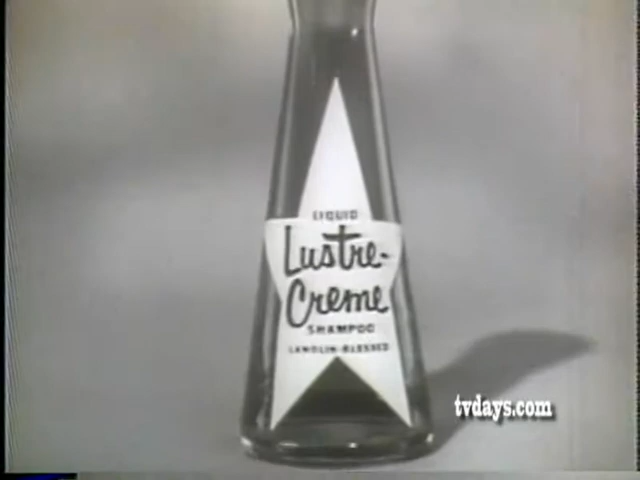 LIQUID
Lustre-
Creme
SHAMPOO
LANOLIN-BLESSED
tvdays.com